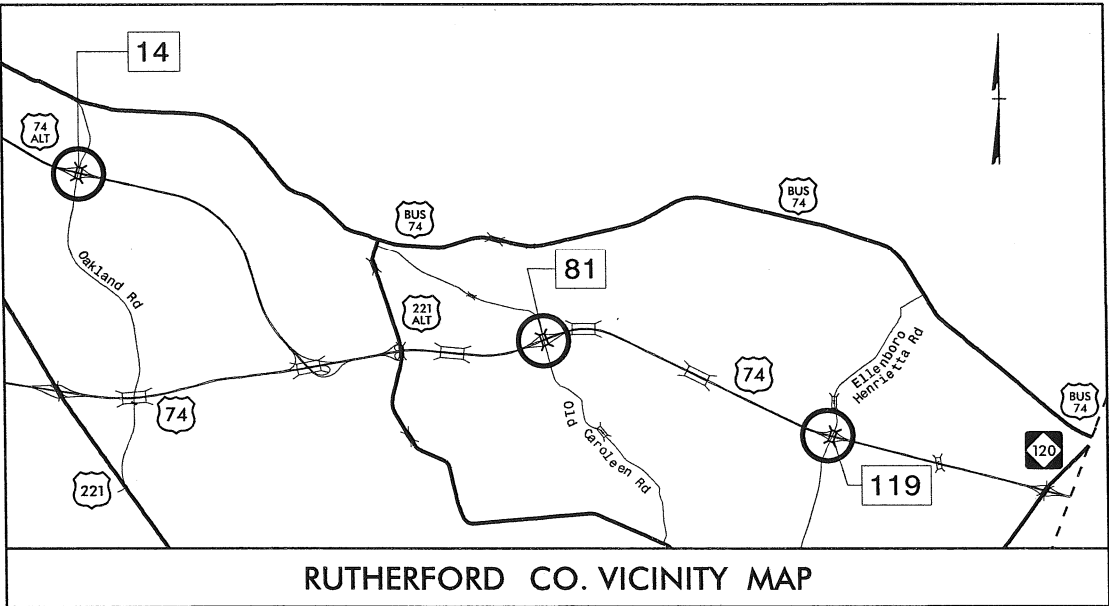 14
74
ALT
BUS
74
BUS
74
Oakland Rd
81
221
ALT
Ellenboro
Henrietta Rd
74
74
BUS
74
Old Caroleen Rd
120
221
119
RUTHERFORD CO. VICINITY MAP